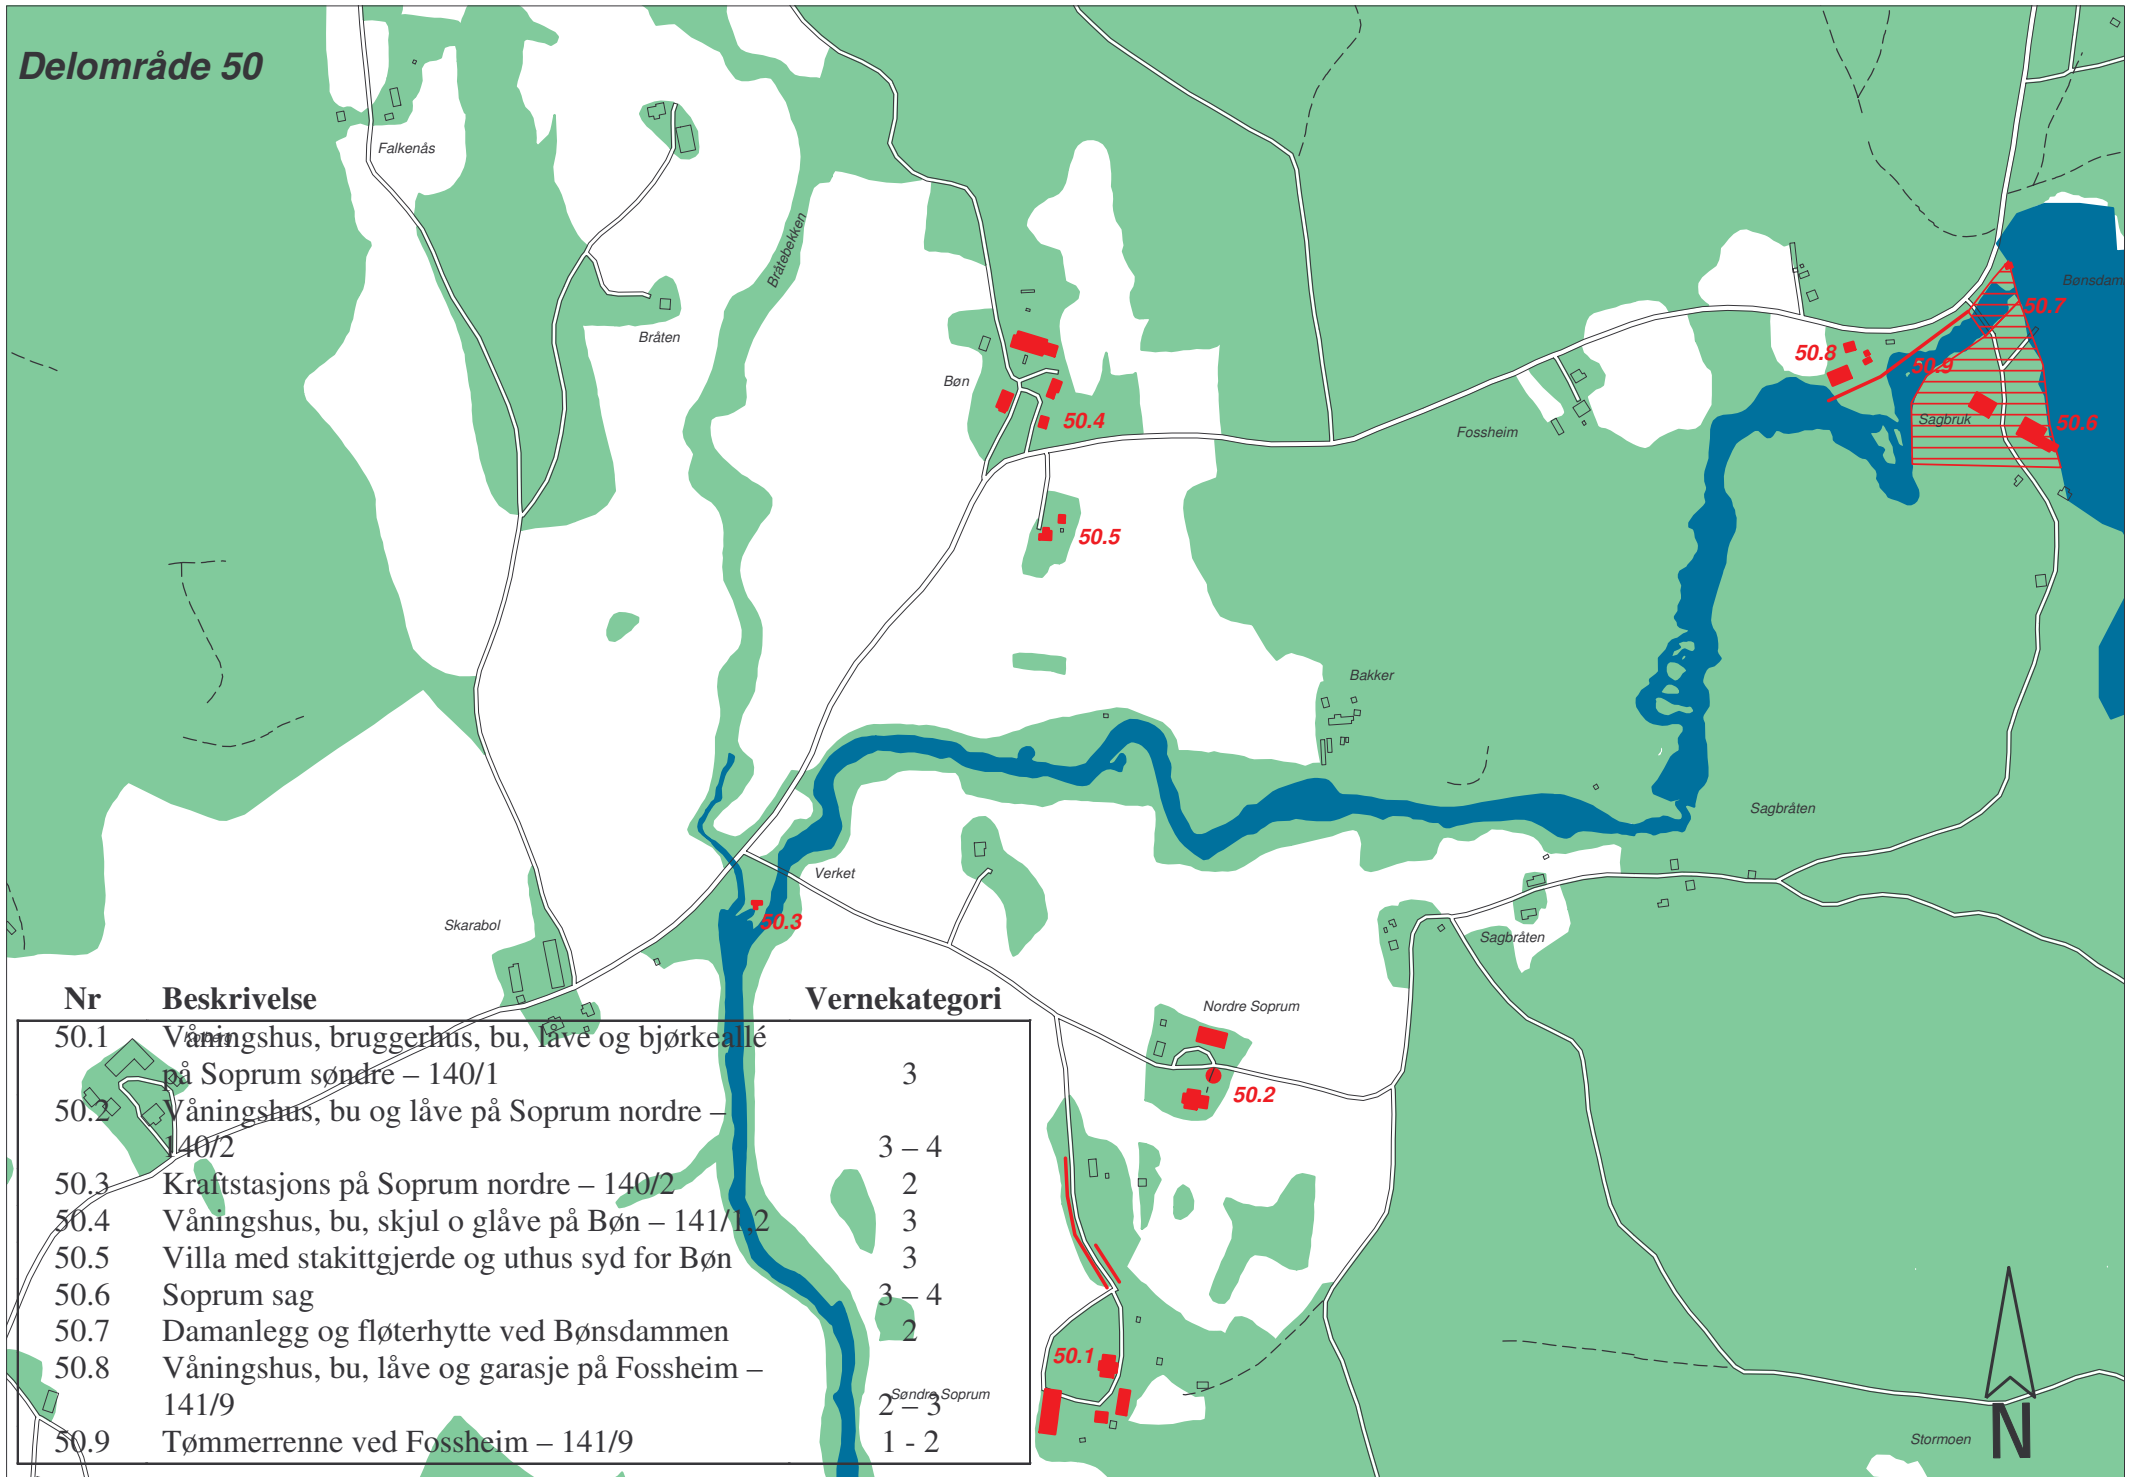 Delområde 50
Falkenås
Bråtebekken
Bråten
Bønsdam
50.7
50.8
50.9
Bøn
50.4
Sagbruk
50.6
Fossheim
50.5
Bakker
Sagbråten
Verket
50.3
Skarabol
Sagbråten
Nordre Soprum
50.2
50.1
Søndre Soprum
Stormoen
N
Nr Beskrivelse Vernekategori
50.1 Våningshus, bruggerhus, bu, låve og bjørkeallé
på Soprum søndre – 140/1 3
50.2 Våningshus, bu og låve på Soprum nordre –
140/2 3 – 4
50.3 Kraftstasjons på Soprum nordre – 140/2 2
50.4 Våningshus, bu, skjul o glåve på Bøn – 141/1,2 3
50.5 Villa med stakittgjerde og uthus syd for Bøn 3
50.6 Soprum sag 3 – 4
50.7 Damanlegg og fløterhytte ved Bønsdammen 2
50.8 Våningshus, bu, låve og garasje på Fossheim –
141/9 2 – 3
50.9 Tømmerrenne ved Fossheim – 141/9 1 - 2